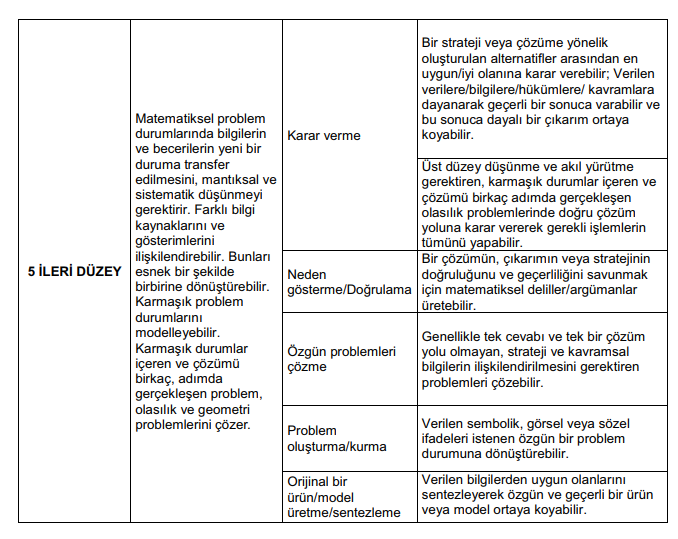 5 İLERİ DÜZEY
Matematiksel problem
durumlarında bilgilerin
ve becerilerin yeni bir
duruma transfer
edilmesini, mantıksal ve
sistematik düşünmeyi
gerektirir. Farklı bilgi
kaynaklarını ve
gösterimlerini
ilişkilendirebilir. Bunları
esnek bir şekilde
birbirine dönüştürebilir.
Karmaşık problem
durumlarını
modelleyebilir.
Karmaşık durumlar
içeren ve çözümü
birkaç, adımda
gerçekleşen problem,
olasılık ve geometri
problemlerini çözer.
Karar verme
Bir strateji veya çözüme yönelik
oluşturulan alternatifler arasından en
uygun/iyi olanına karar verebilir; Verilen
verilere/bilgilere/hükümlere/ kavramlara
dayanarak geçerli bir sonuca varabilir ve
bu sonuca dayalı bir çıkarım ortaya
koyabilir.
Üst düzey düşünme ve akıl yürütme
gerektiren, karmaşık durumlar içeren ve
çözümü birkaç adımda gerçekleşen
olasılık problemlerinde doğru çözüm
yoluna karar vererek gerekli işlemlerin
tümünü yapabilir.
Neden
gösterme/Doğrulama
Bir çözümün, çıkarımın veya stratejinin
doğruluğunu ve geçerliliğini savunmak
için matematiksel deliller/argümanlar
üretebilir.
Özgün problemleri
çözme
Genellikle tek cevabı ve tek bir çözüm
yolu olmayan, strateji ve kavramsal
bilgilerin ilişkilendirilmesini gerektiren
problemleri çözebilir.
Problem
oluşturma/kurma
Verilen sembolik, görsel veya sözel
ifadeleri istenen özgün bir problem
durumuna dönüştürebilir.
Orijinal bir
ürün/model
üretme/sentezleme
Verilen bilgilerden uygun olanlarını
sentezleyerek özgün ve geçerli bir ürün
veya model ortaya koyabilir.